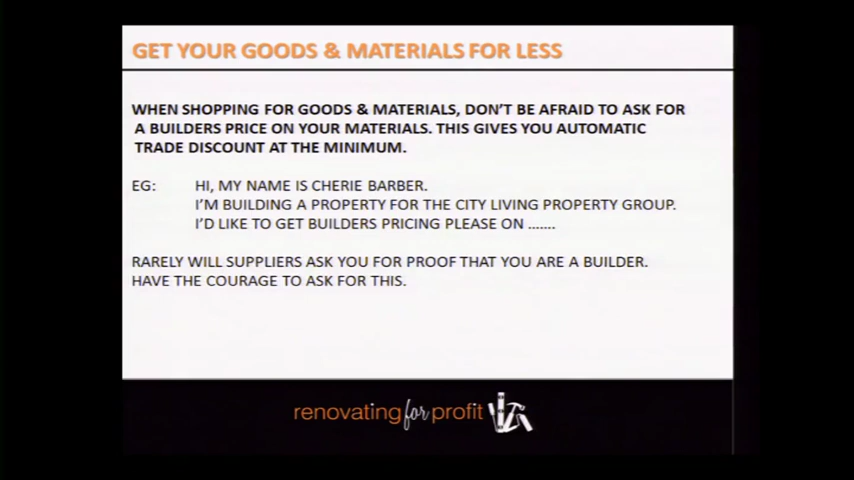 GET YOUR GOODS & MATERIALS FOR LESS
WHEN SHOPPING FOR GOODS & MATERIALS, DON'T BE AFRAID TO ASK FOR
A BUILDERS PRICE ON YOUR MATERIALS. THIS GIVES YOU AUTOMATIC
TRADE DISCOUNT AT THE MINIMUM.
EG: HI, MY NAME IS CHERIE BARBER.
I'M BUILDING A PROPERTY FOR THE CITY LIVING PROPERTY GROUP.
I'D LIKE TO GET BUILDERS PRICING PLEASE ON .......
RARELY WILL SUPPLIERS ASK YOU FOR PROOF THAT YOU ARE A BUILDER.
HAVE THE COURAGE TO ASK FOR THIS.
renovating for profit